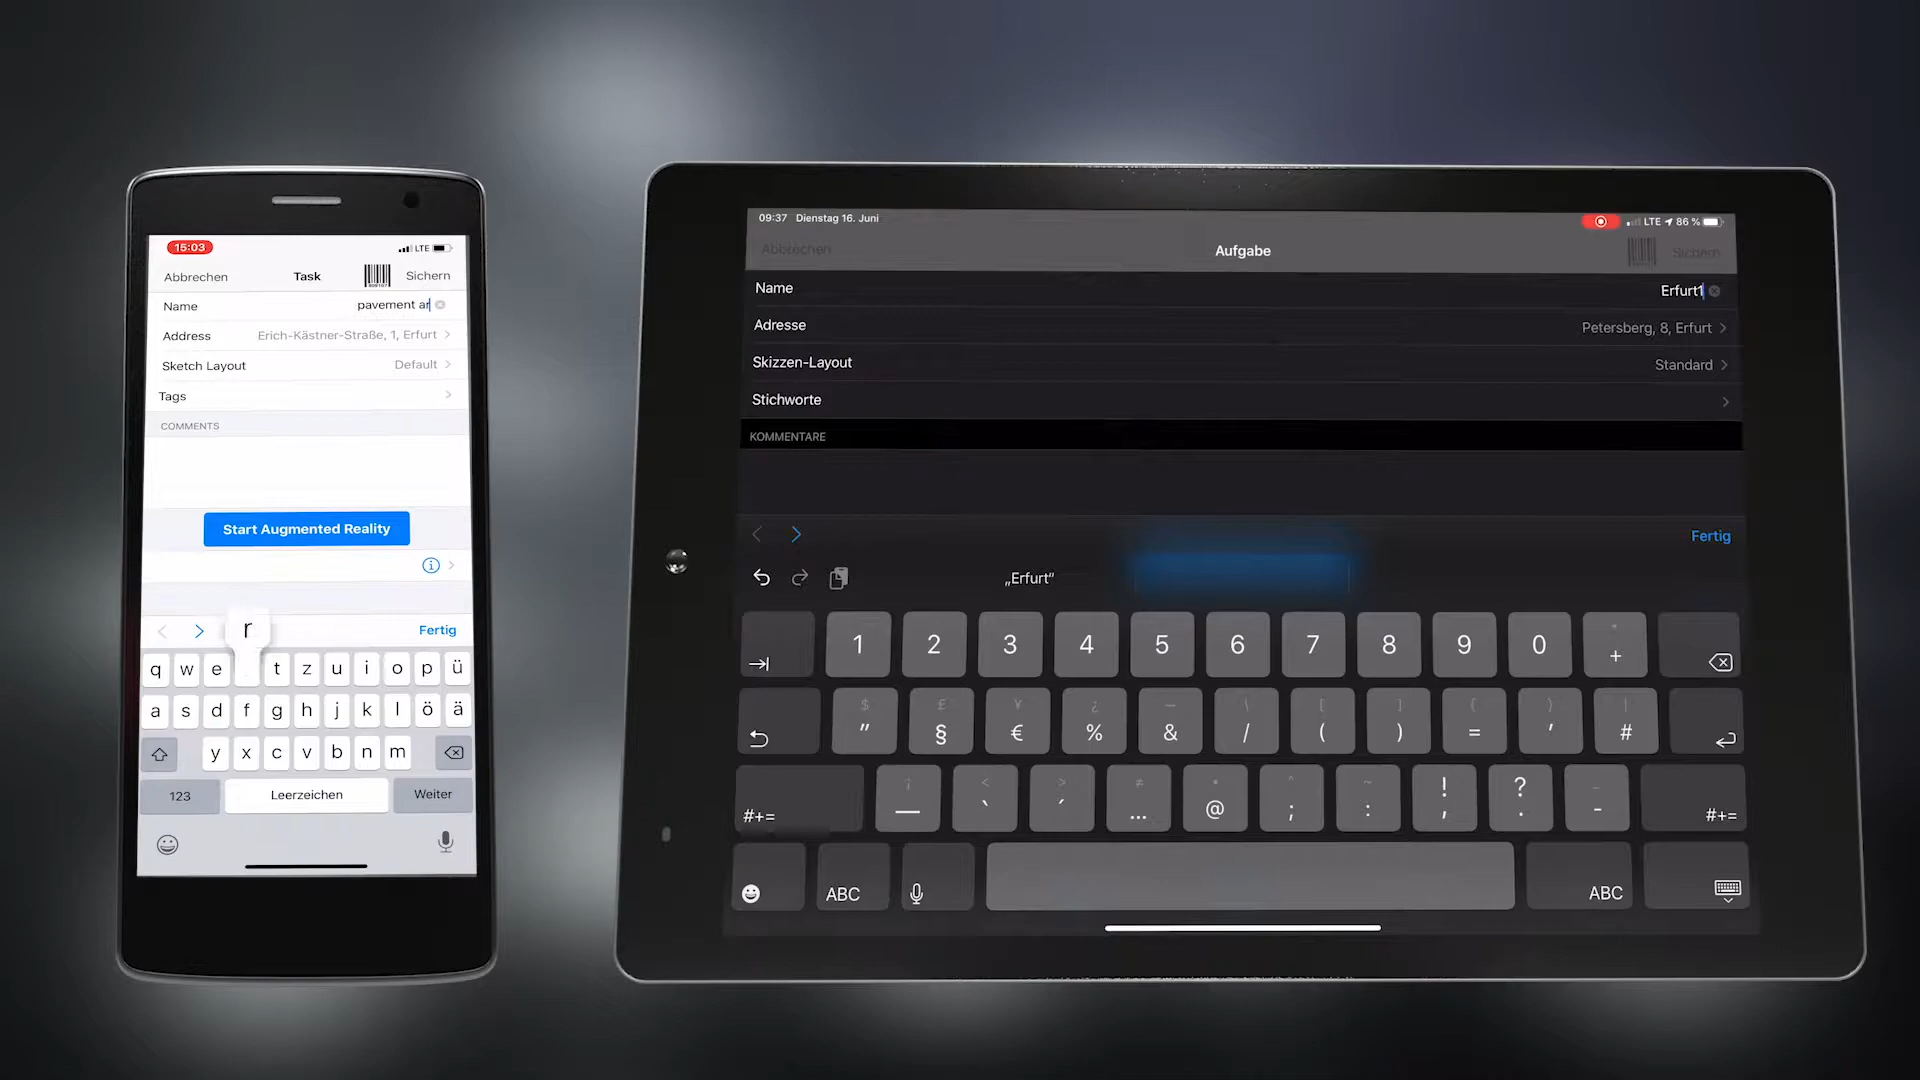 15:03
LTE
Abbrechen
Task
Sichern
Name
pavement ar
Address
Erich-Kästner-Straße, 1, Erfurt
Sketch Layout
Default
Tags
COMMENTS
Start Augmented Reality
Fertig
r
q w e t z u i o p ü
a s d f g h j k l ö ä
y x c v b n m
123
Leerzeichen
Weiter
09:37 Dienstag 16. Juni
LTE 86 %
Abbrechen
Aufgabe
Sichern
Name
Erfurt1
Adresse
Petersberg, 8, Erfurt
Skizzen-Layout
Standard
Stichworte
KOMMENTARE
Fertig
„Erfurt“
1 2 3 4 5 6 7 8 9 0 +
$ £ ¥ ¿ — \ [ ] { } |
" § € % & / ( ) = ' #
#+= — ` ´ … @ ; : ! , ? . - #+=
ABC
ABC